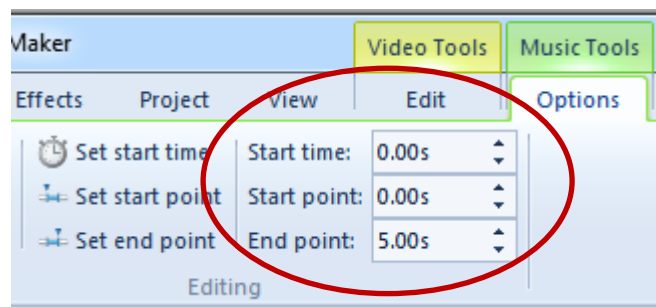 Maker Video Tools Music Tools
Effects Project View Edit Options
Set start time Start time: 0.00s
Set start point Start point: 0.00s
Set end point End point: 5.00s
Editing